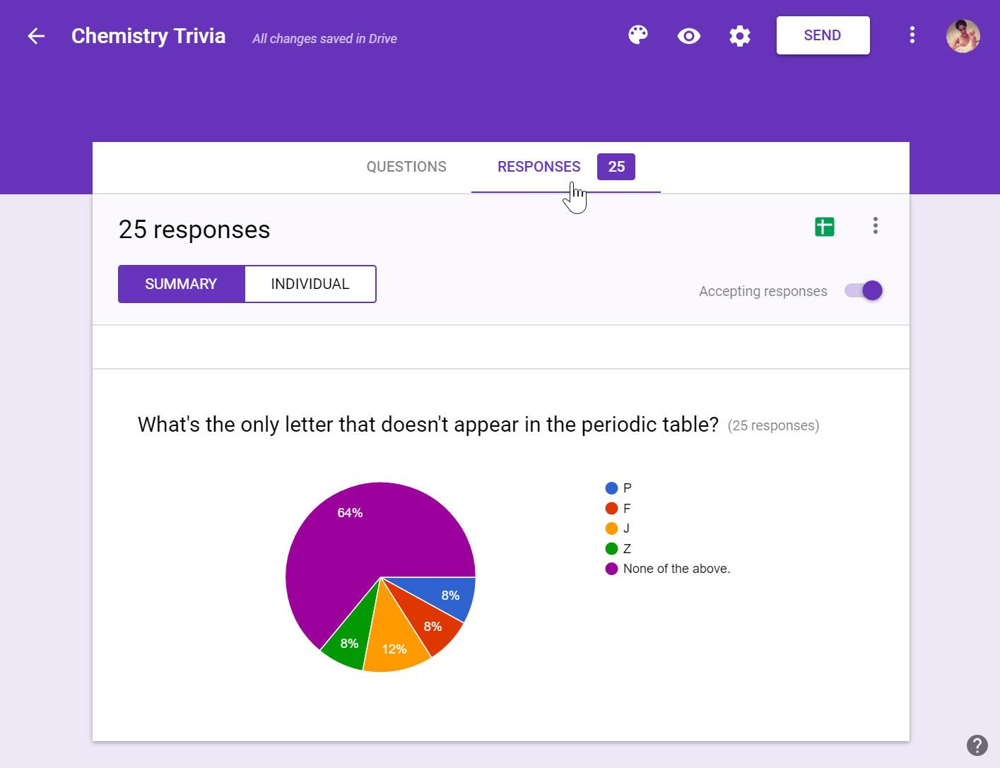 Chemistry Trivia
All changes saved in Drive
SEND
QUESTIONS
RESPONSES
25
25 responses
SUMMARY
INDIVIDUAL
Accepting responses
What's the only letter that doesn't appear in the periodic table? (25 responses)
64%
8%
8%
12%
8%
P
F
J
Z
None of the above.
?